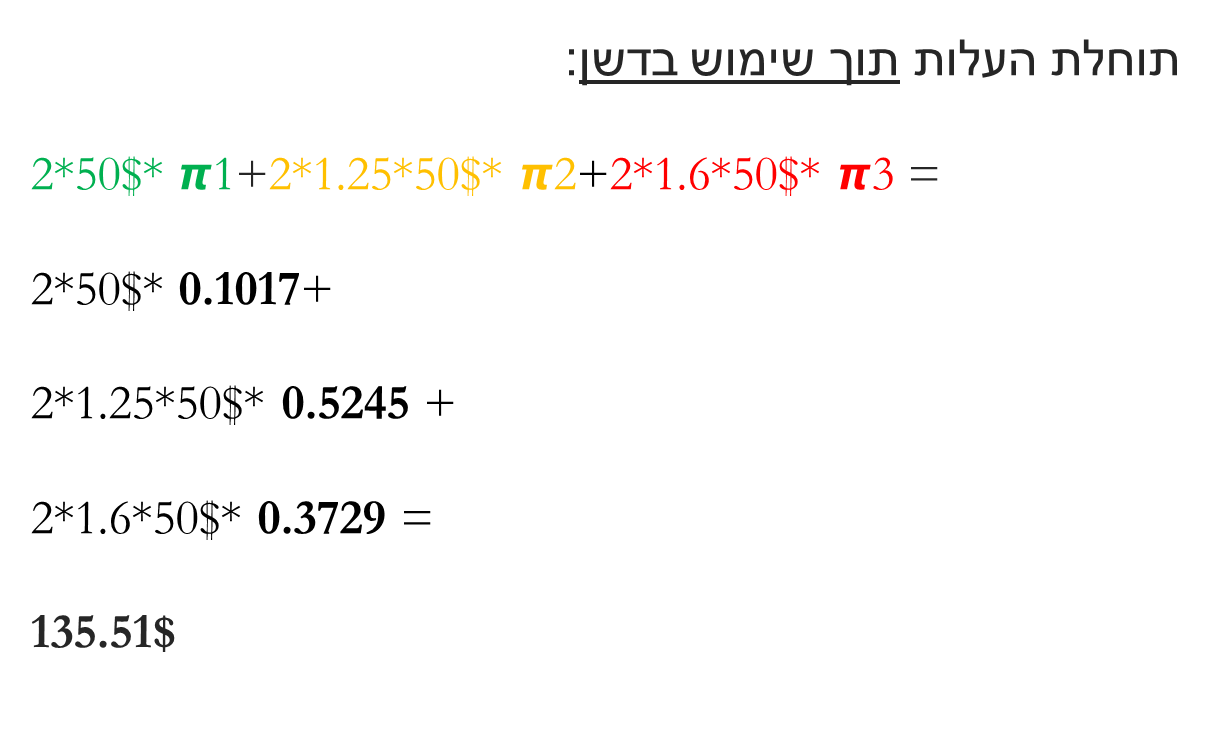 תוחלת העלות תוך שימוש בדשן:
2*50$* π1+2*1.25*50$* π2+2*1.6*50$* π3 =
2*50$* 0.1017+
2*1.25*50$* 0.5245 +
2*1.6*50$* 0.3729 =
135.51$